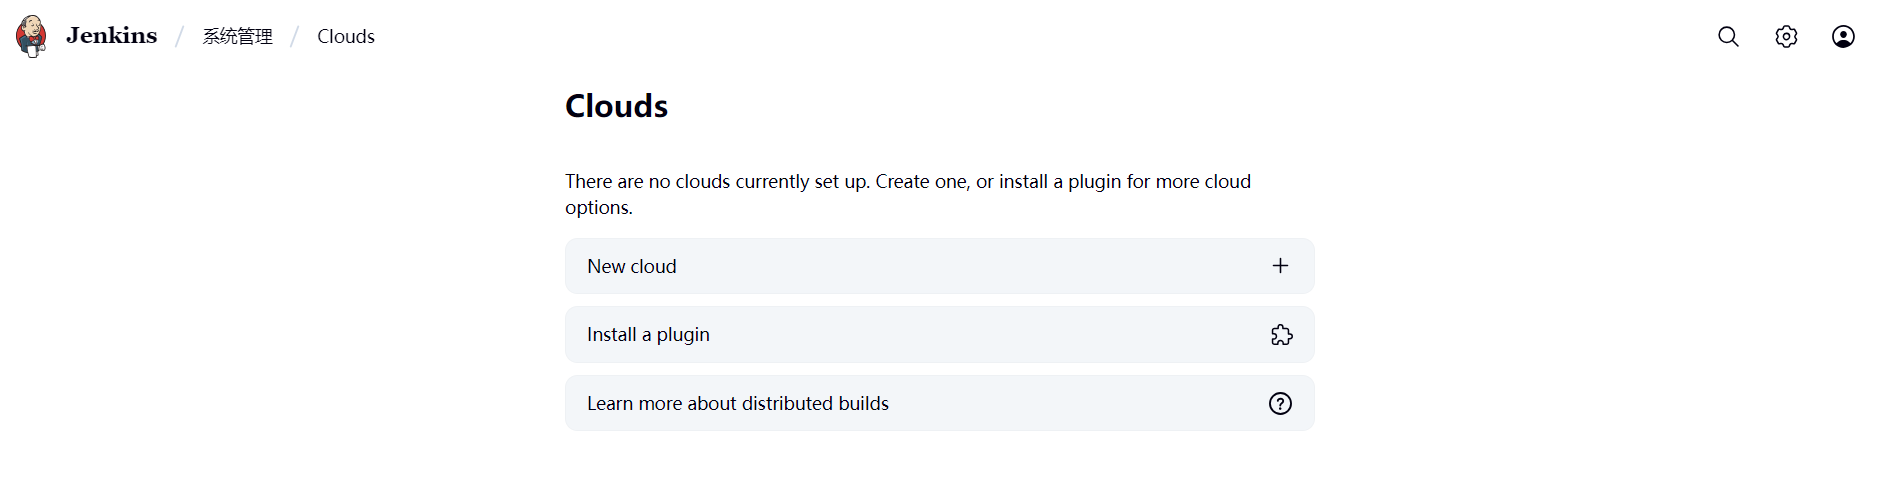 Jenkins / 系统管理 / Clouds
Clouds
There are no clouds currently set up. Create one, or install a plugin for more cloud
options.
New cloud
Install a plugin
Learn more about distributed builds